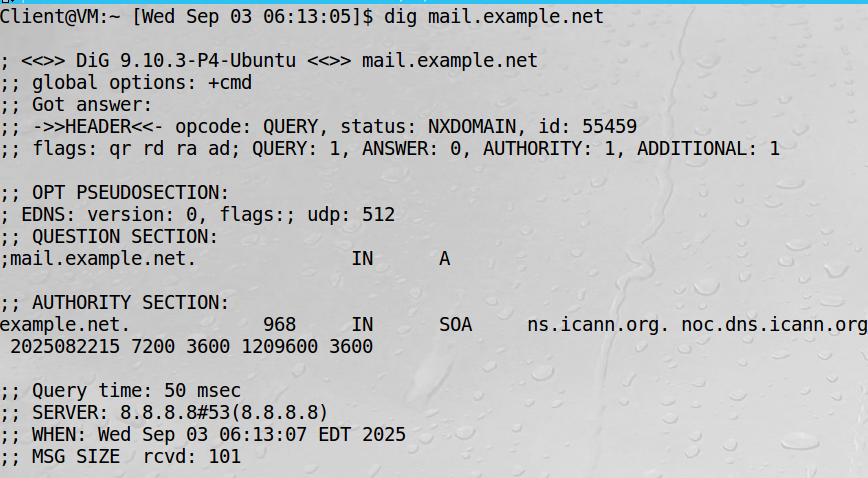 Client@VM:~ [Wed Sep 03 06:13:05]$ dig mail.example.net
; <<>> DiG 9.10.3-P4-Ubuntu <<>> mail.example.net
;; global options: +cmd
;; Got answer:
;; ->>HEADER<<- opcode: QUERY, status: NXDOMAIN, id: 55459
;; flags: qr rd ra ad; QUERY: 1, ANSWER: 0, AUTHORITY: 1, ADDITIONAL: 1
;; OPT PSEUDOSECTION:
; EDNS: version: 0, flags:; udp: 512
;; QUESTION SECTION:
;mail.example.net. IN A
;; AUTHORITY SECTION:
example.net. 968 IN SOA ns.icann.org. noc.dns.icann.org
2025082215 7200 3600 1209600 3600
;; Query time: 50 msec
;; SERVER: 8.8.8.8#53(8.8.8.8)
;; WHEN: Wed Sep 03 06:13:07 EDT 2025
;; MSG SIZE rcvd: 101